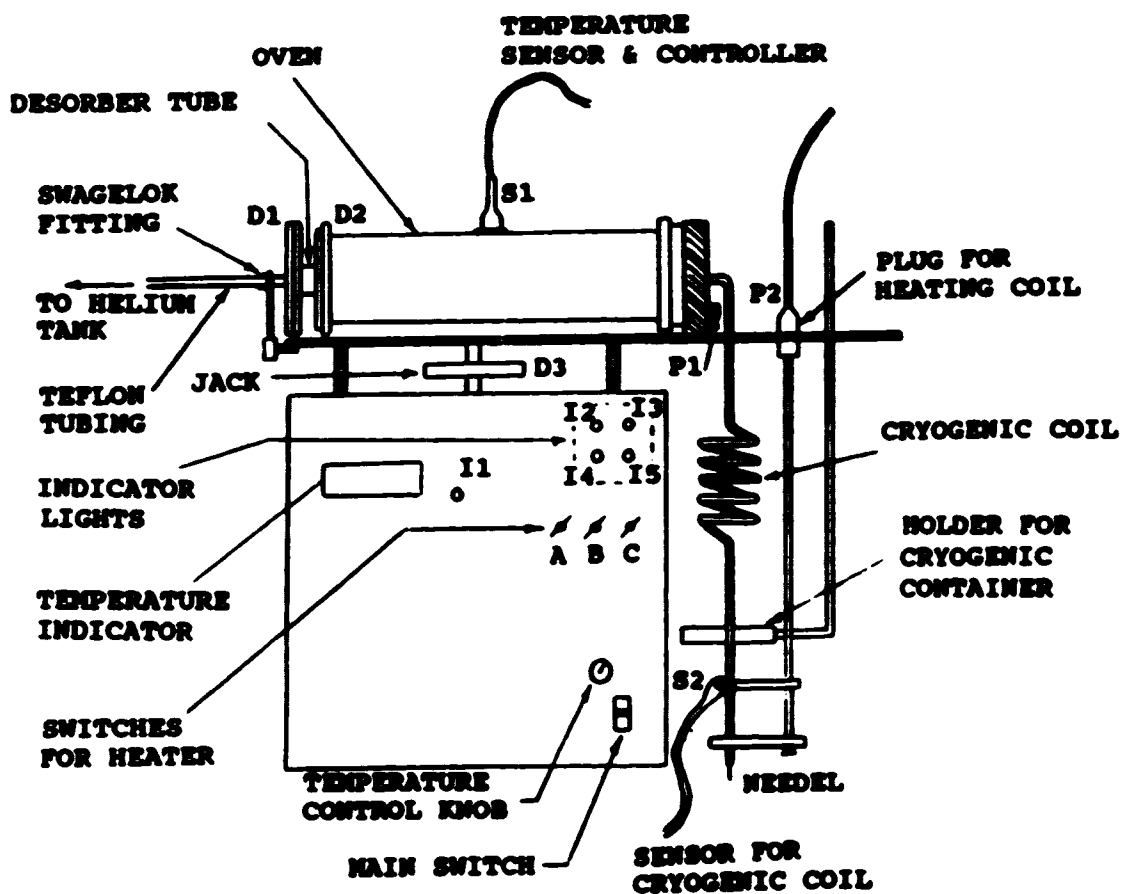 TEMPERATURE
SENSOR & CONTROLLER
OVEN
DESORBER TUBE
SWAGELOK
FITTING
D1
D2
S1
TO HELIUM
TANK
P2
PLUG FOR
HEATING COIL
JACK
D3
P1
TEFLON
TUBING
I2
I3
CRYOGENIC COIL
INDICATOR
LIGHTS
I1
I4
I5
A B C
HOLDER FOR
CRYOGENIC
CONTAINER
TEMPERATURE
INDICATOR
S2
SWITCHES
FOR HEATER
TEMPERATURE
CONTROL KNOB
NEEDEL
MAIN SWITCH
SENSOR FOR
CRYOGENIC COIL